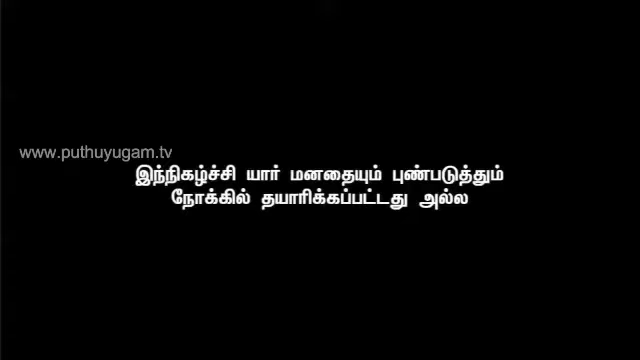 www.puthuyugam.tv
இந்நிகழ்ச்சி யார் மனதையும் புண்படுத்தும்
நோக்கில் தயாரிக்கப்பட்டது அல்ல